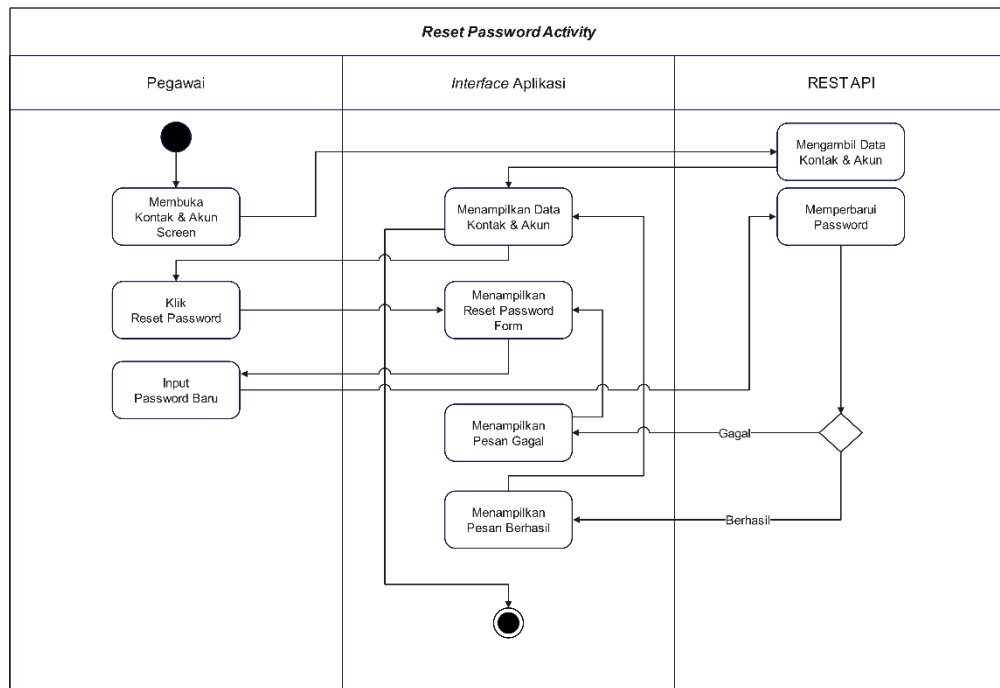 Reset Password Activity
Pegawai
Interface Aplikasi
REST API
Mengambil Data
Kontak & Akun
Membuka
Kontak & Akun
Screen
Menampilkan Data
Kontak & Akun
Memperbarui
Password
Klik
Reset Password
Menampilkan
Reset Password
Form
Input
Password Baru
Menampilkan
Pesan Gagal
Gagal
Menampilkan
Pesan Berhasil
Berhasil